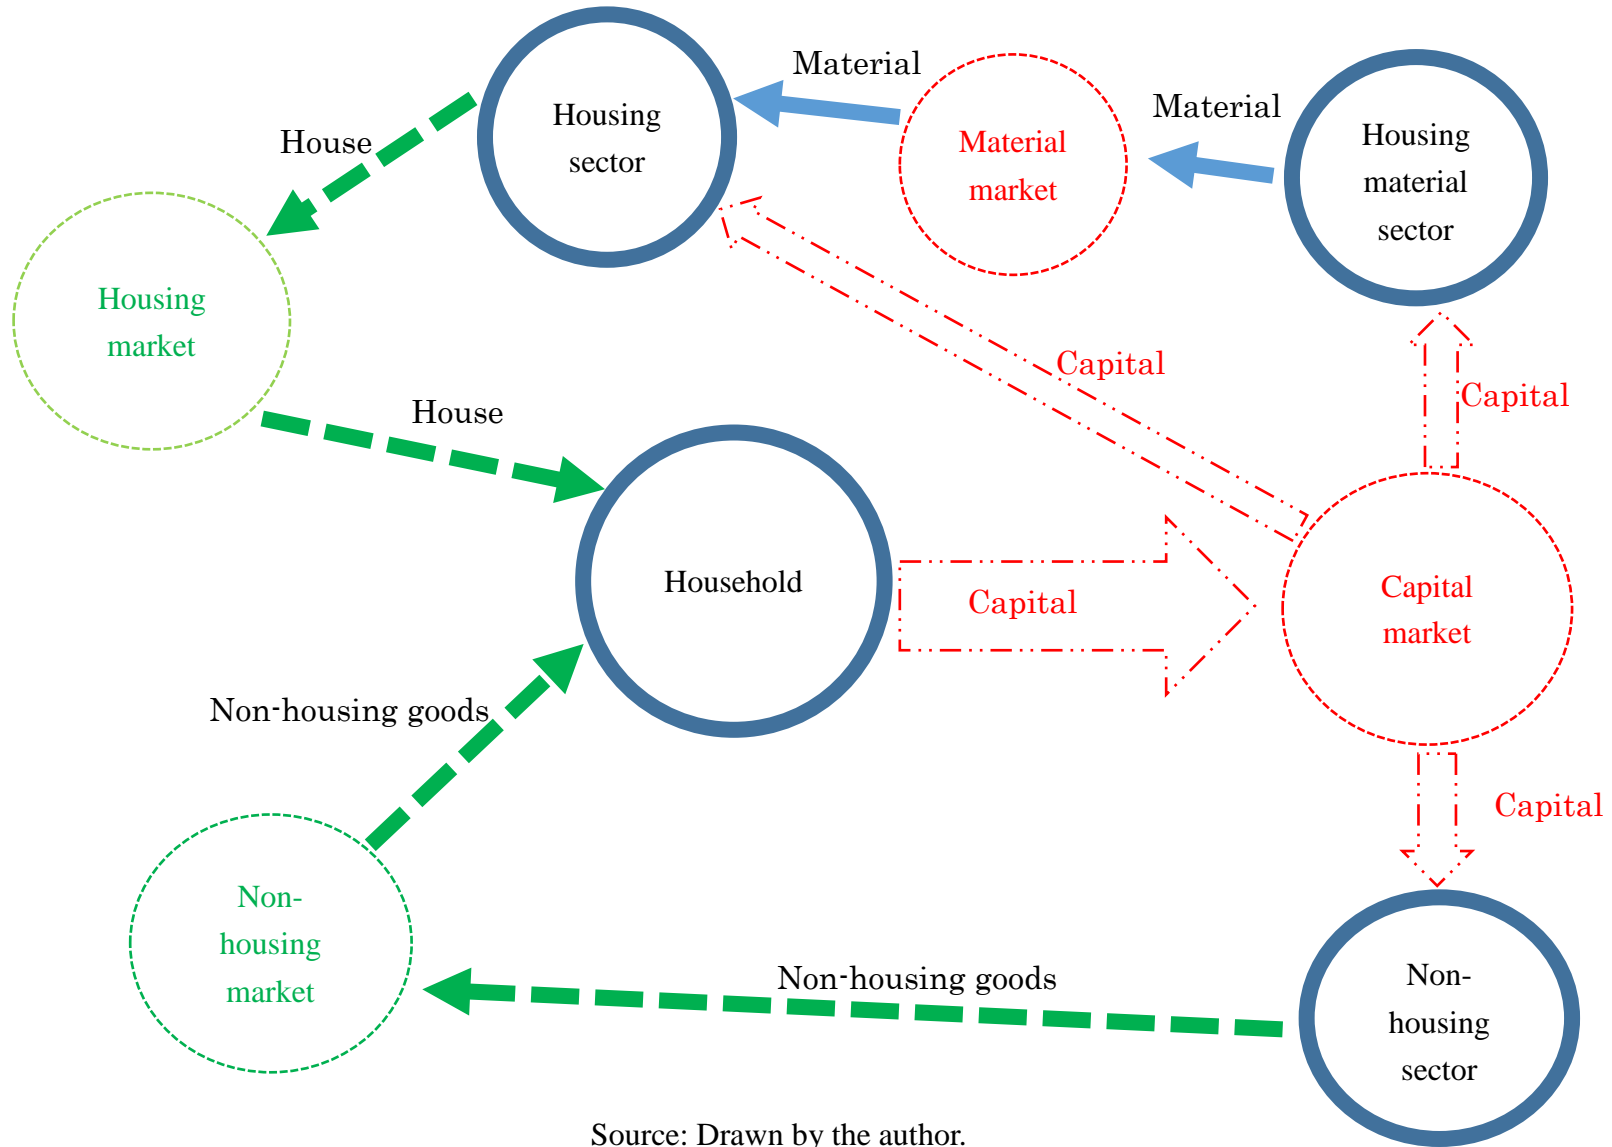 Material
Housing
sector
Material
market
Material
Housing
material
sector
House
Housing
market
Capital
Capital
House
Household
Capital
Capital
market
Non-housing goods
Capital
Non-
housing
market
Non-housing goods
Non-
housing
sector
Source: Drawn by the author.